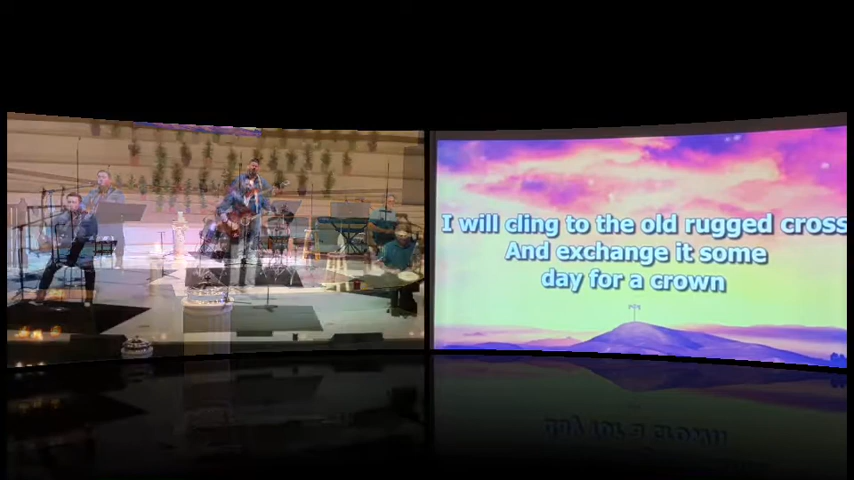 I will cling to the old rugged cross
And exchange it some
day for a crown